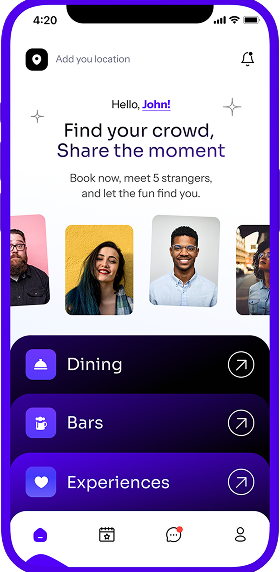 4:20
Add you location
Hello, John!
Find your crowd,
Share the moment
Book now, meet 5 strangers,
and let the fun find you.
Dining
Bars
Experiences